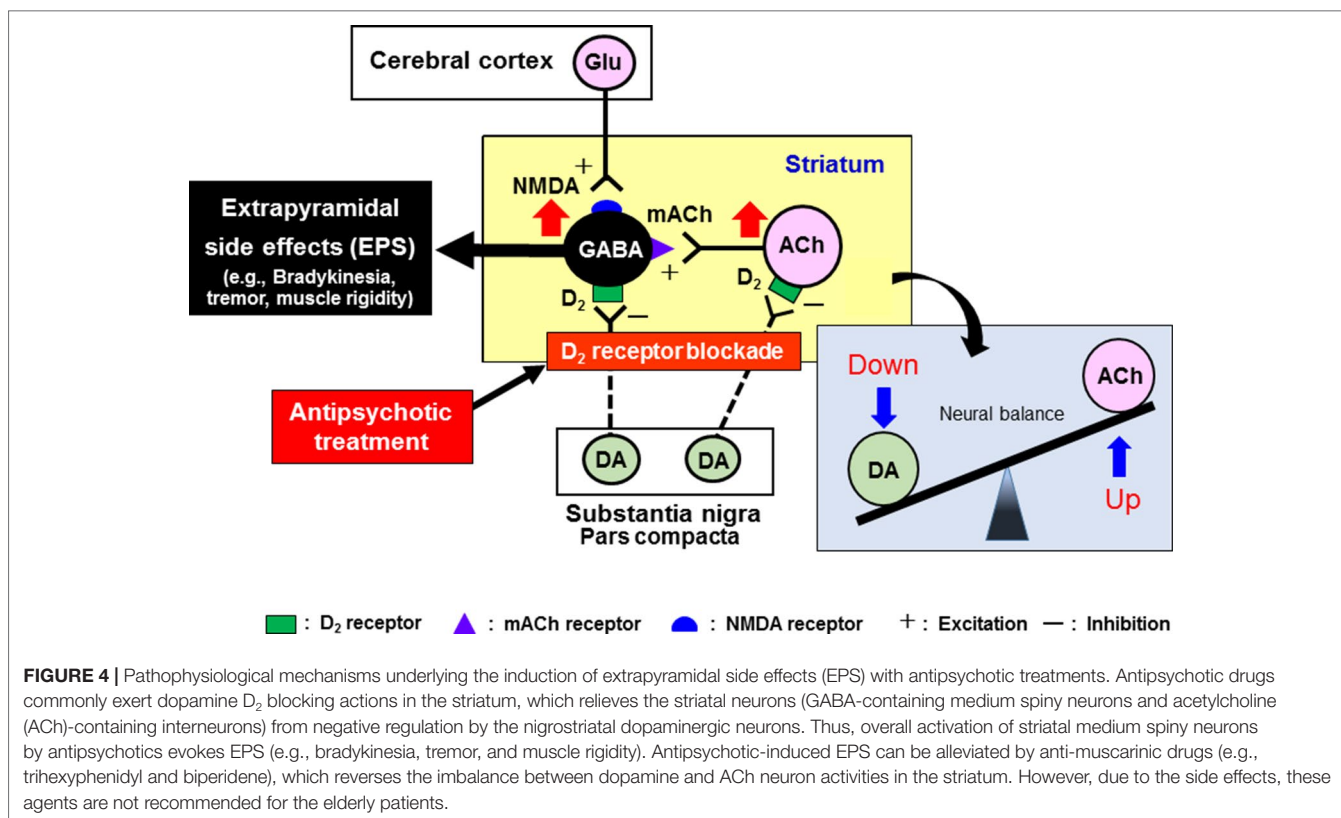 Cerebral cortex
Glu
Striatum
+
NMDA
mACh
Extrapyramidal
side effects (EPS)
(e.g., Bradykinesia,
tremor, muscle rigidity)
GABA
ACh
+
D₂
D₂
−
−
D₂ receptor blockade
Antipsychotic
treatment
DA
DA
Substantia nigra
Pars compacta
Down
ACh
Neural balance
DA
Up
: D₂ receptor
: mACh receptor
: NMDA receptor
+ : Excitation
− : Inhibition
FIGURE 4 | Pathophysiological mechanisms underlying the induction of extrapyramidal side effects (EPS) with antipsychotic treatments. Antipsychotic drugs
commonly exert dopamine D₂ blocking actions in the striatum, which relieves the striatal neurons (GABA-containing medium spiny neurons and acetylcholine
(ACh)-containing interneurons) from negative regulation by the nigrostriatal dopaminergic neurons. Thus, overall activation of striatal medium spiny neurons
by antipsychotics evokes EPS (e.g., bradykinesia, tremor, and muscle rigidity). Antipsychotic-induced EPS can be alleviated by anti-muscarinic drugs (e.g.,
trihexyphenidyl and biperidene), which reverses the imbalance between dopamine and ACh neuron activities in the striatum. However, due to the side effects, these
agents are not recommended for the elderly patients.